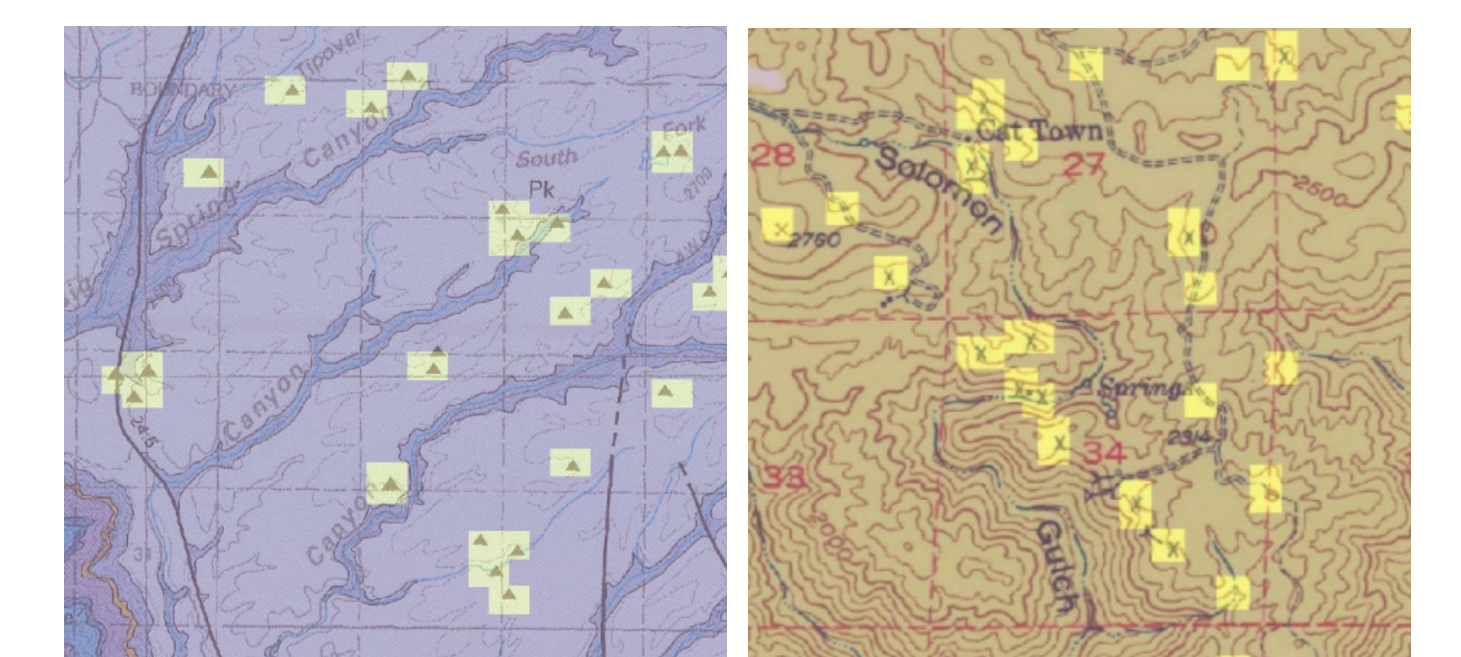 Tipover
BOUNDARY
Canyon
Fork
South
Pk
2700
Spring
Canyon
24.5
Canyon
31
Cat Town
28
27
Solomon
2500
2760
Spring
2314
34
33
2000
Gulch